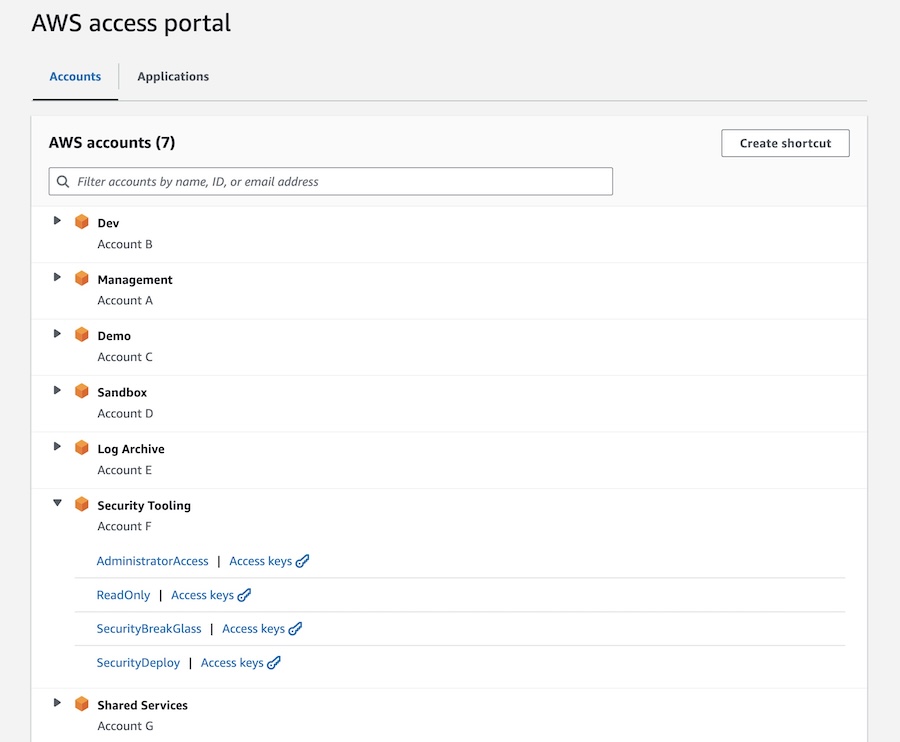 AWS access portal
Accounts Applications
AWS accounts (7) Create shortcut
Filter accounts by name, ID, or email address
Dev
Account B
Management
Account A
Demo
Account C
Sandbox
Account D
Log Archive
Account E
Security Tooling
Account F
AdministratorAccess | Access keys
ReadOnly | Access keys
SecurityBreakGlass | Access keys
SecurityDeploy | Access keys
Shared Services
Account G